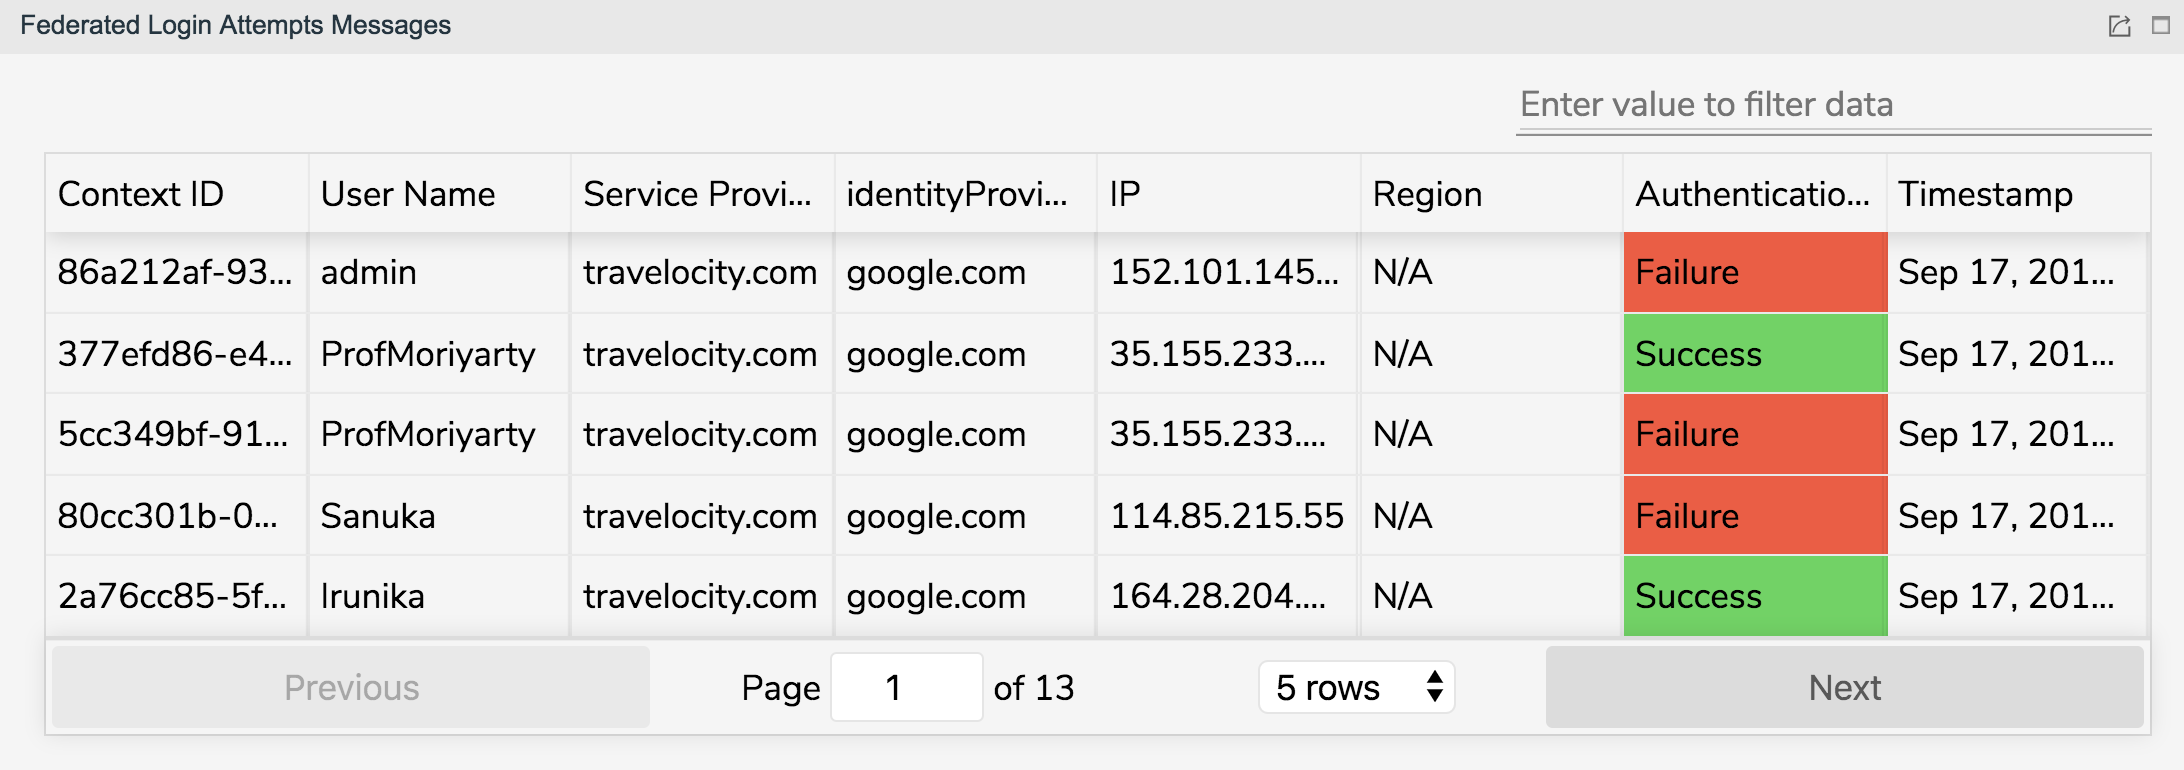 Federated Login Attempts Messages
Enter value to filter data
Context ID User Name Service Provi... identityProvi... IP Region Authenticatio... Timestamp
86a212af-93... admin travelocity.com google.com 152.101.145... N/A Failure Sep 17, 201...
377efd86-e4... ProfMoriyarty travelocity.com google.com 35.155.233.... N/A Success Sep 17, 201...
5cc349bf-91... ProfMoriyarty travelocity.com google.com 35.155.233.... N/A Failure Sep 17, 201...
80cc301b-0... Sanuka travelocity.com google.com 114.85.215.55 N/A Failure Sep 17, 201...
2a76cc85-5f... Irunika travelocity.com google.com 164.28.204.... N/A Success Sep 17, 201...
Previous Page 1 of 13 5 rows Next